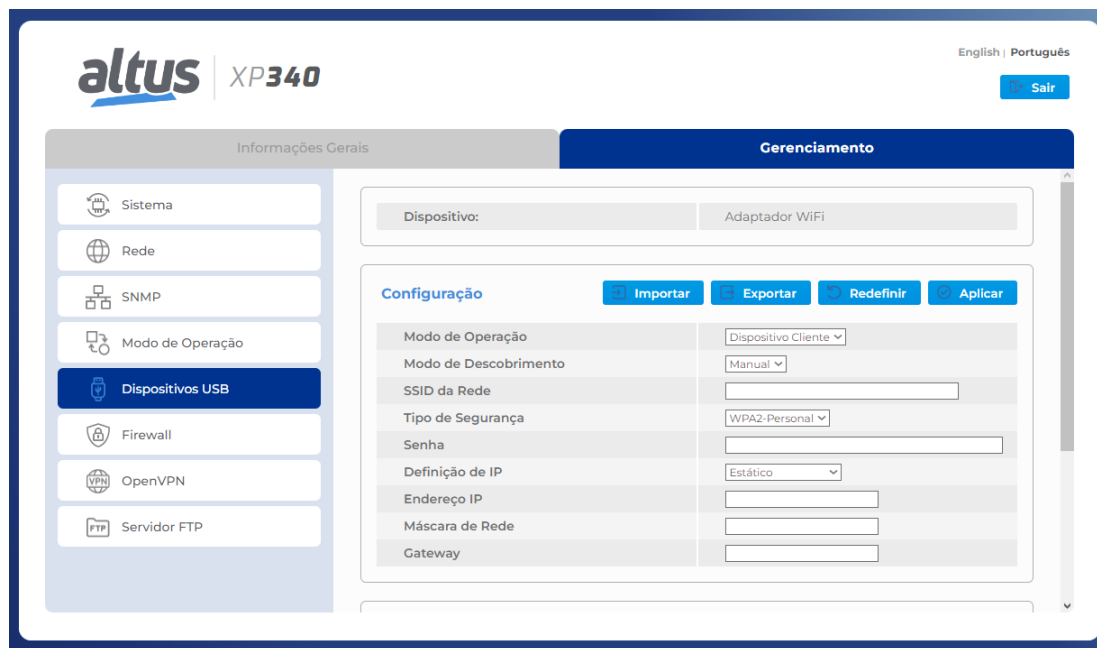 English | Português
altus XP340
Sair
Informações Gerais
Gerenciamento
Sistema
Rede
SNMP
Modo de Operação
Dispositivos USB
Firewall
VPN OpenVPN
FTP Servidor FTP
Dispositivo: Adaptador WiFi
Configuração Importar Exportar Redefinir Aplicar
Modo de Operação Dispositivo Cliente
Modo de Descobrimento Manual
SSID da Rede
Tipo de Segurança WPA2-Personal
Senha
Definição de IP Estático
Endereço IP
Máscara de Rede
Gateway